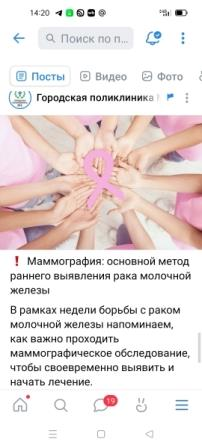 14:20
Поиск по п...
Посты Видео Фото
Городская поликлиника
❗ Маммография: основной метод
раннего выявления рака молочной
железы
В рамках недели борьбы с раком
молочной железы напоминаем,
как важно проходить
маммографическое обследование,
чтобы своевременно выявить и
начать лечение.
19